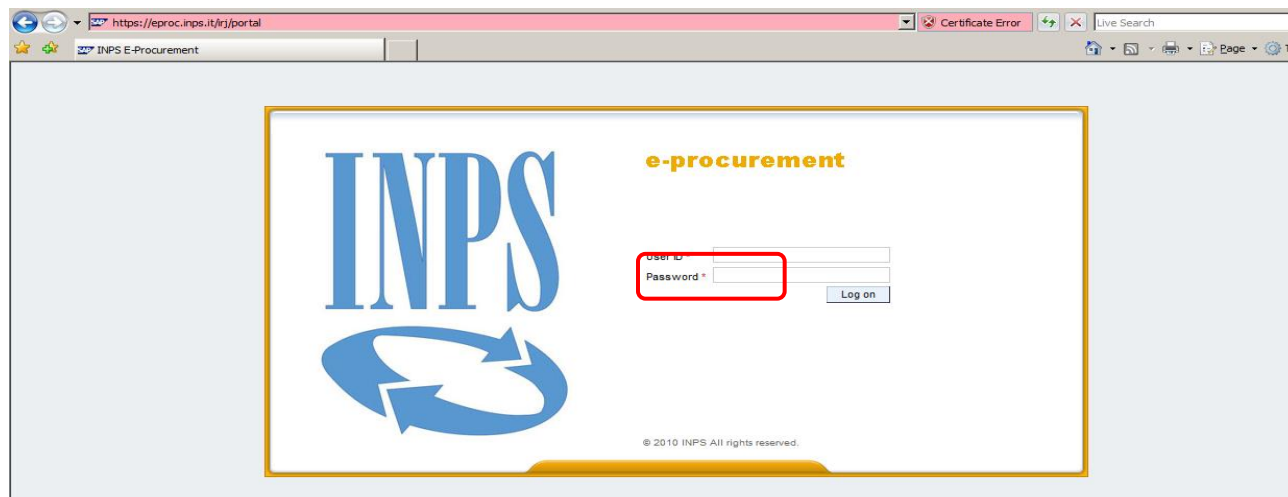 https://eproc.inps.it/irj/portal
Certificate Error
Live Search
INPS E-Procurement
Page
INPS
e-procurement
User ID *
Password *
Log on
© 2010 INPS All rights reserved.